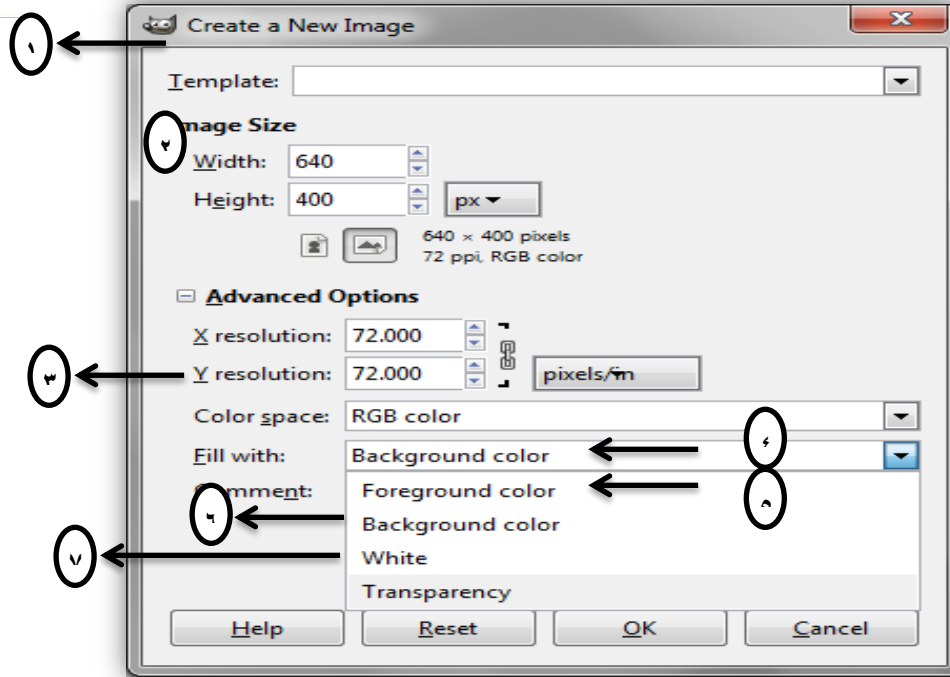 Create a New Image
١
Template:
mage Size
٢
Width: 640
Height: 400 px
640 × 400 pixels
72 ppi, RGB color
Advanced Options
X resolution: 72.000
٣
Y resolution: 72.000 pixels/in
Color space: RGB color
٤
Fill with: Background color
Comment: Foreground color
٥
٦
Background color
٧
White
Transparency
Help Reset OK Cancel